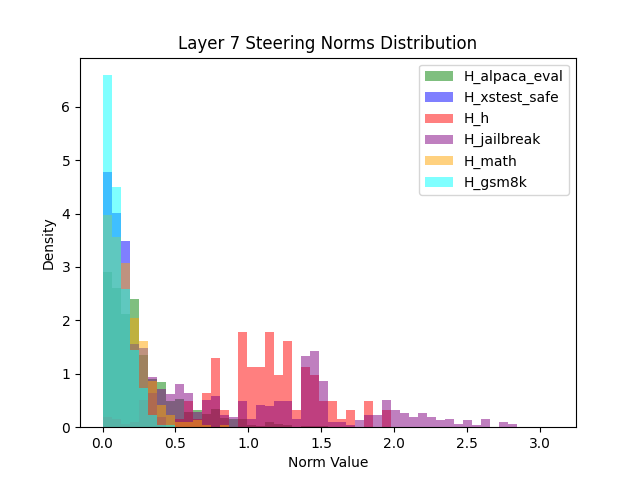 Layer 7 Steering Norms Distribution
H_alpaca_eval
H_xstest_safe
H_h
H_jailbreak
H_math
H_gsm8k
6
5
4
3
2
1
0
Density
0.0 0.5 1.0 1.5 2.0 2.5 3.0
Norm Value